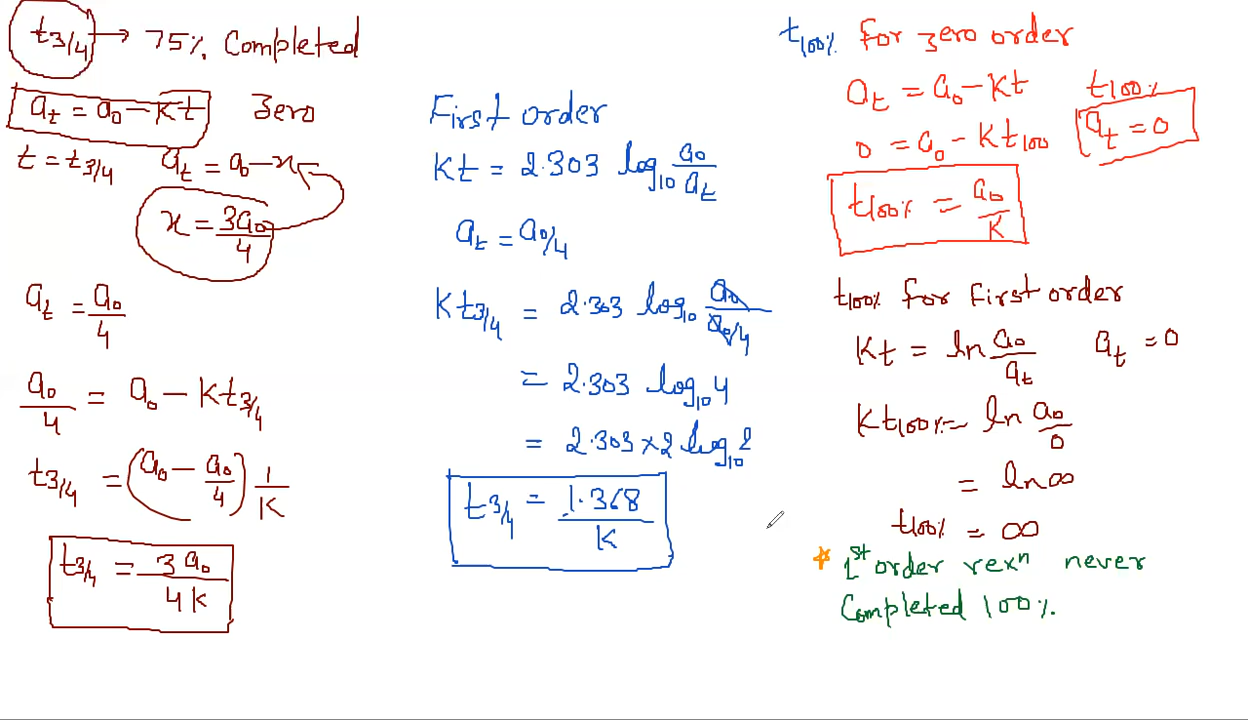 t3/4 → 75% Completed
at = a0 − Kt Zero
t = t3/4 at = a0 − x
x = 3a0/4
at = a0/4
a0/4 = a0 − Kt3/4
t3/4 = (a0 − a0/4) 1/K
t3/4 = 3a0/4K
First order
Kt = 2.303 log10 a0/at
at = a0/4
Kt3/4 = 2.303 log10 a0/a0/4
= 2.303 log10 4
= 2.303 × 2 log10 2
t3/4 = 1.368/K
t100% for zero order
at = a0 − Kt t100%
0 = a0 − Kt100 at = 0
t100% = a0/K
t100% for First order
Kt = ln a0/at at = 0
Kt100% = ln a0/0
= ln ∞
t100% = ∞
* 1st order rexn never
Completed 100%.